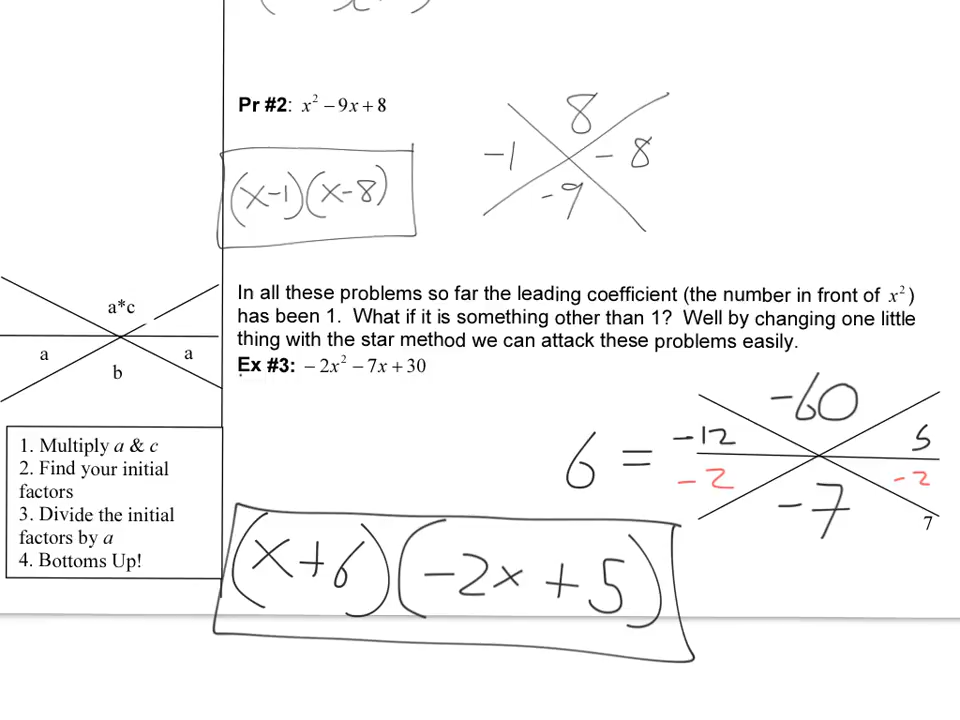 Pr #2: x² − 9x + 8
8
-1 -8
-9
(x-1)(x-8)
a*c
a a
b
In all these problems so far the leading coefficient (the number in front of x²)
has been 1. What if it is something other than 1? Well by changing one little
thing with the star method we can attack these problems easily.
Ex #3: − 2x² − 7x + 30
-60
6 = -12 5
-2 -2
-7
7
1. Multiply a & c
2. Find your initial
factors
3. Divide the initial
factors by a
4. Bottoms Up!
(x+6)(-2x+5)